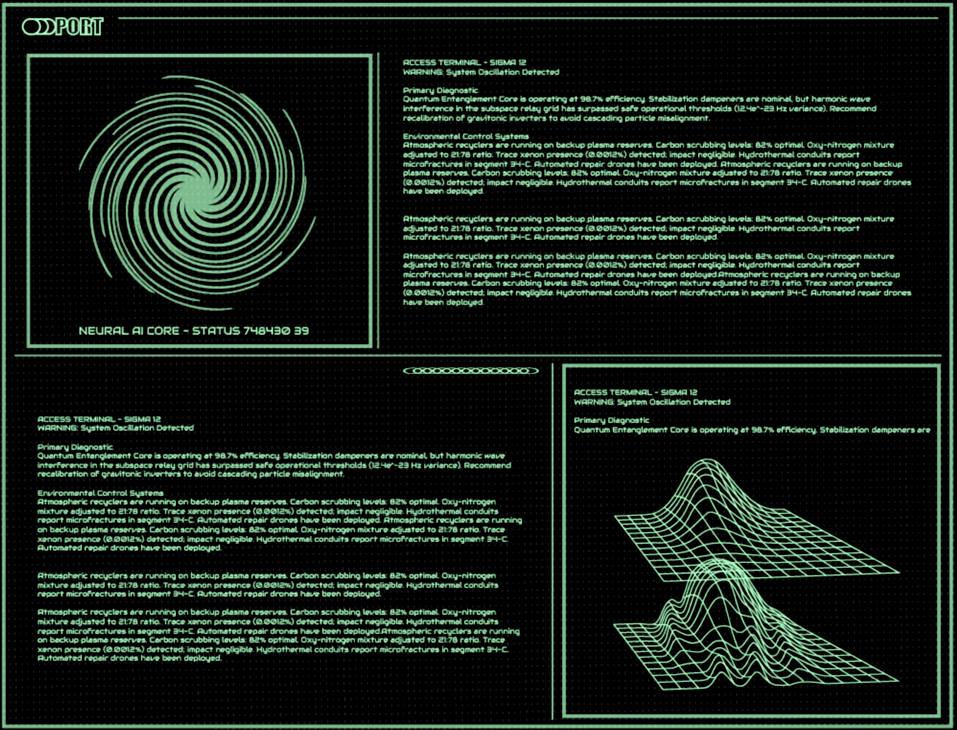 PORT
ACCESS TERMINAL - SIGMA 12
WARNING: System Oscillation Detected
Primary Diagnostic
Quantum Entanglement Core is operating at 98.7% efficiency. Stabilization dampeners are nominal, but harmonic wave
interference in the subspace relay grid has surpassed safe operational thresholds (12.4e^-23 Hz variance). Recommend
recalibration of gravitonic inverters to avoid cascading particle misalignment.
Environmental Control Systems
Atmospheric recyclers are running on backup plasma reserves. Carbon scrubbing levels: 82% optimal. Oxy-nitrogen mixture
adjusted to 21:78 ratio. Trace xenon presence (0.0012%) detected; impact negligible. Hydrothermal conduits report
microfractures in segment 34-C. Automated repair drones have been deployed. Atmospheric recyclers are running on backup
plasma reserves. Carbon scrubbing levels: 82% optimal. Oxy-nitrogen mixture adjusted to 21:78 ratio. Trace xenon presence
(0.0012%) detected; impact negligible. Hydrothermal conduits report microfractures in segment 34-C. Automated repair drones
have been deployed.
Atmospheric recyclers are running on backup plasma reserves. Carbon scrubbing levels: 82% optimal. Oxy-nitrogen mixture
adjusted to 21:78 ratio. Trace xenon presence (0.0012%) detected; impact negligible. Hydrothermal conduits report
microfractures in segment 34-C. Automated repair drones have been deployed.
Atmospheric recyclers are running on backup plasma reserves. Carbon scrubbing levels: 82% optimal. Oxy-nitrogen mixture
adjusted to 21:78 ratio. Trace xenon presence (0.0012%) detected; impact negligible. Hydrothermal conduits report
microfractures in segment 34-C. Automated repair drones have been deployed.Atmospheric recyclers are running on backup
plasma reserves. Carbon scrubbing levels: 82% optimal. Oxy-nitrogen mixture adjusted to 21:78 ratio. Trace xenon presence
(0.0012%) detected; impact negligible. Hydrothermal conduits report microfractures in segment 34-C. Automated repair drones
have been deployed.
NEURAL AI CORE - STATUS 748430 39
ACCESS TERMINAL - SIGMA 12
WARNING: System Oscillation Detected
Primary Diagnostic
Quantum Entanglement Core is operating at 98.7% efficiency. Stabilization dampeners are nominal, but harmonic wave
interference in the subspace relay grid has surpassed safe operational thresholds (12.4e^-23 Hz variance). Recommend
recalibration of gravitonic inverters to avoid cascading particle misalignment.
Environmental Control Systems
Atmospheric recyclers are running on backup plasma reserves. Carbon scrubbing levels: 82% optimal. Oxy-nitrogen
mixture adjusted to 21:78 ratio. Trace xenon presence (0.0012%) detected; impact negligible. Hydrothermal conduits
report microfractures in segment 34-C. Automated repair drones have been deployed. Atmospheric recyclers are running
on backup plasma reserves. Carbon scrubbing levels: 82% optimal. Oxy-nitrogen mixture adjusted to 21:78 ratio. Trace
xenon presence (0.0012%) detected; impact negligible. Hydrothermal conduits report microfractures in segment 34-C.
Automated repair drones have been deployed.
Atmospheric recyclers are running on backup plasma reserves. Carbon scrubbing levels: 82% optimal. Oxy-nitrogen
mixture adjusted to 21:78 ratio. Trace xenon presence (0.0012%) detected; impact negligible. Hydrothermal conduits
report microfractures in segment 34-C. Automated repair drones have been deployed.
Atmospheric recyclers are running on backup plasma reserves. Carbon scrubbing levels: 82% optimal. Oxy-nitrogen
mixture adjusted to 21:78 ratio. Trace xenon presence (0.0012%) detected; impact negligible. Hydrothermal conduits
report microfractures in segment 34-C. Automated repair drones have been deployed.Atmospheric recyclers are running
on backup plasma reserves. Carbon scrubbing levels: 82% optimal. Oxy-nitrogen mixture adjusted to 21:78 ratio. Trace
xenon presence (0.0012%) detected; impact negligible. Hydrothermal conduits report microfractures in segment 34-C.
Automated repair drones have been deployed.
ACCESS TERMINAL - SIGMA 12
WARNING: System Oscillation Detected
Primary Diagnostic
Quantum Entanglement Core is operating at 98.7% efficiency. Stabilization dampeners are